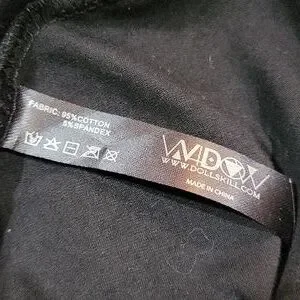 FABRIC: 95%COTTON
5%SPANDEX
WIDOW
WWW.DOLLSKILL.COM
MADE IN CHINA